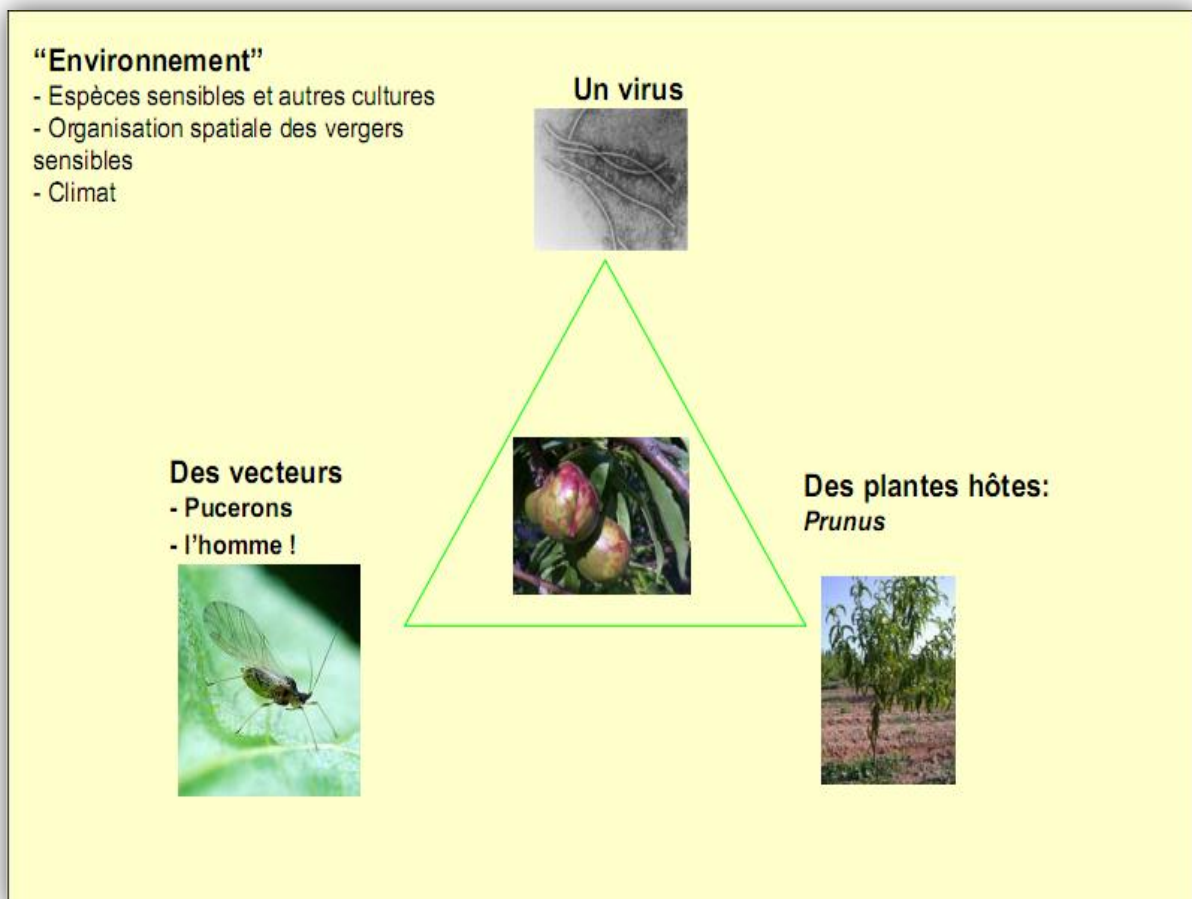 “Environnement”
- Espèces sensibles et autres cultures
- Organisation spatiale des vergers
sensibles
- Climat
Un virus
Des vecteurs
- Pucerons
- l’homme !
Des plantes hôtes:
Prunus